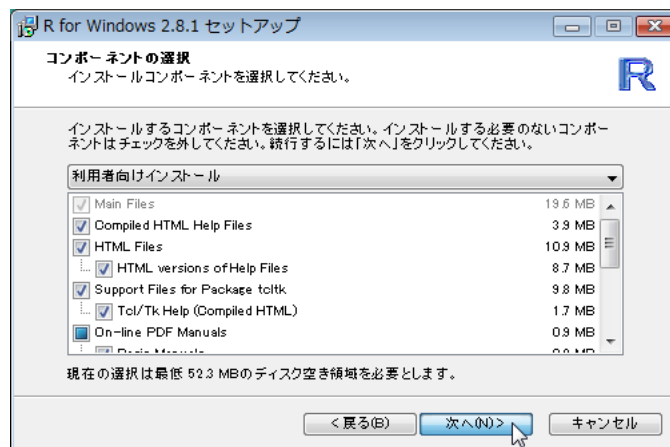 R for Windows 2.8.1 セットアップ
コンポーネントの選択
インストールコンポーネントを選択してください。
R
インストールするコンポーネントを選択してください。インストールする必要のないコンポー
ネントはチェックを外してください。続行するには「次へ」をクリックしてください。
利用者向けインストール
Main Files 19.6 MB
Compiled HTML Help Files 3.9 MB
HTML Files 10.9 MB
HTML versions of Help Files 8.7 MB
Support Files for Package tcltk 9.8 MB
Tcl/Tk Help (Compiled HTML) 1.7 MB
On-line PDF Manuals 0.9 MB
現在の選択は最低 52.3 MBのディスク空き領域を必要とします。
< 戻る(B) 次へ(N) > キャンセル